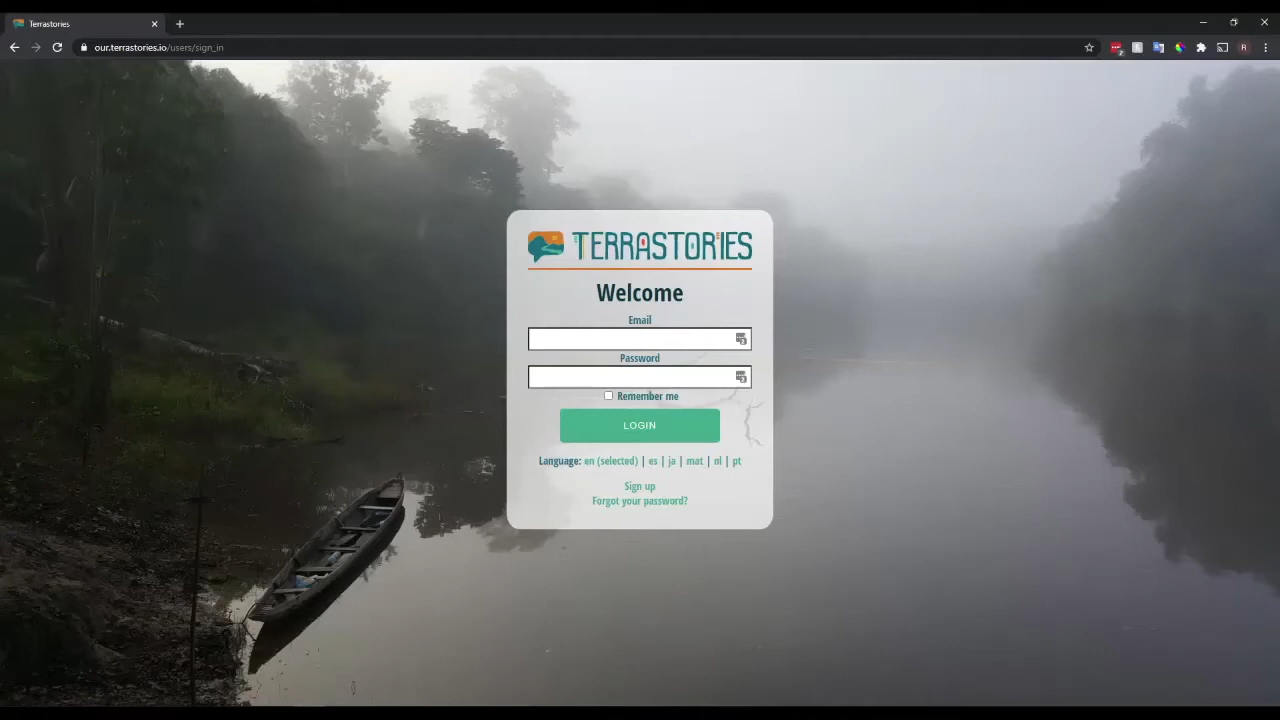 Terrastories
our.terrastories.io/users/sign_in
R
TERRASTORIES
Welcome
Email
Password
Remember me
LOGIN
Language: en (selected) | es | ja | mat | nl | pt
Sign up
Forgot your password?